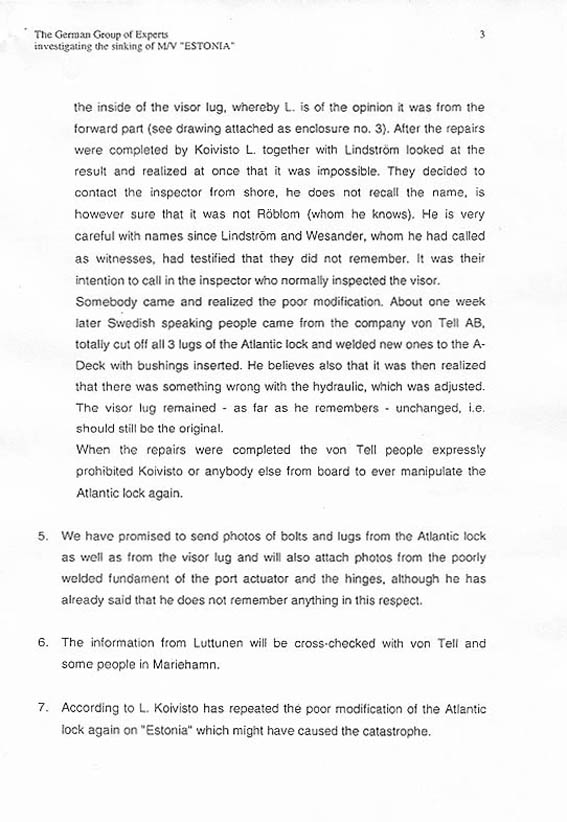 The German Group of Experts 3
investigating the sinking of M/V "ESTONIA"
the inside of the visor lug, whereby L. is of the opinion it was from the
forward part (see drawing attached as enclosure no. 3). After the repairs
were completed by Koivisto L. together with Lindström looked at the
result and realized at once that it was impossible. They decided to
contact the inspector from shore, he does not recall the name, is
however sure that it was not Röblom (whom he knows). He is very
careful with names since Lindström and Wesander, whom he had called
as witnesses, had testified that they did not remember. It was their
intention to call in the inspector who normally inspected the visor.
Somebody came and realized the poor modification. About one week
later Swedish speaking people came from the company von Tell AB,
totally cut off all 3 lugs of the Atlantic lock and welded new ones to the A-
Deck with bushings inserted. He believes also that it was then realized
that there was something wrong with the hydraulic, which was adjusted.
The visor lug remained - as far as he remembers - unchanged, i.e.
should still be the original.
When the repairs were completed the von Tell people expressly
prohibited Koivisto or anybody else from board to ever manipulate the
Atlantic lock again.
5. We have promised to send photos of bolts and lugs from the Atlantic lock
as well as from the visor lug and will also attach photos from the poorly
welded fundament of the port actuator and the hinges, although he has
already said that he does not remember anything in this respect.
6. The information from Luttunen will be cross-checked with von Tell and
some people in Mariehamn.
7. According to L. Koivisto has repeated the poor modification of the Atlantic
lock again on "Estonia" which might have caused the catastrophe.